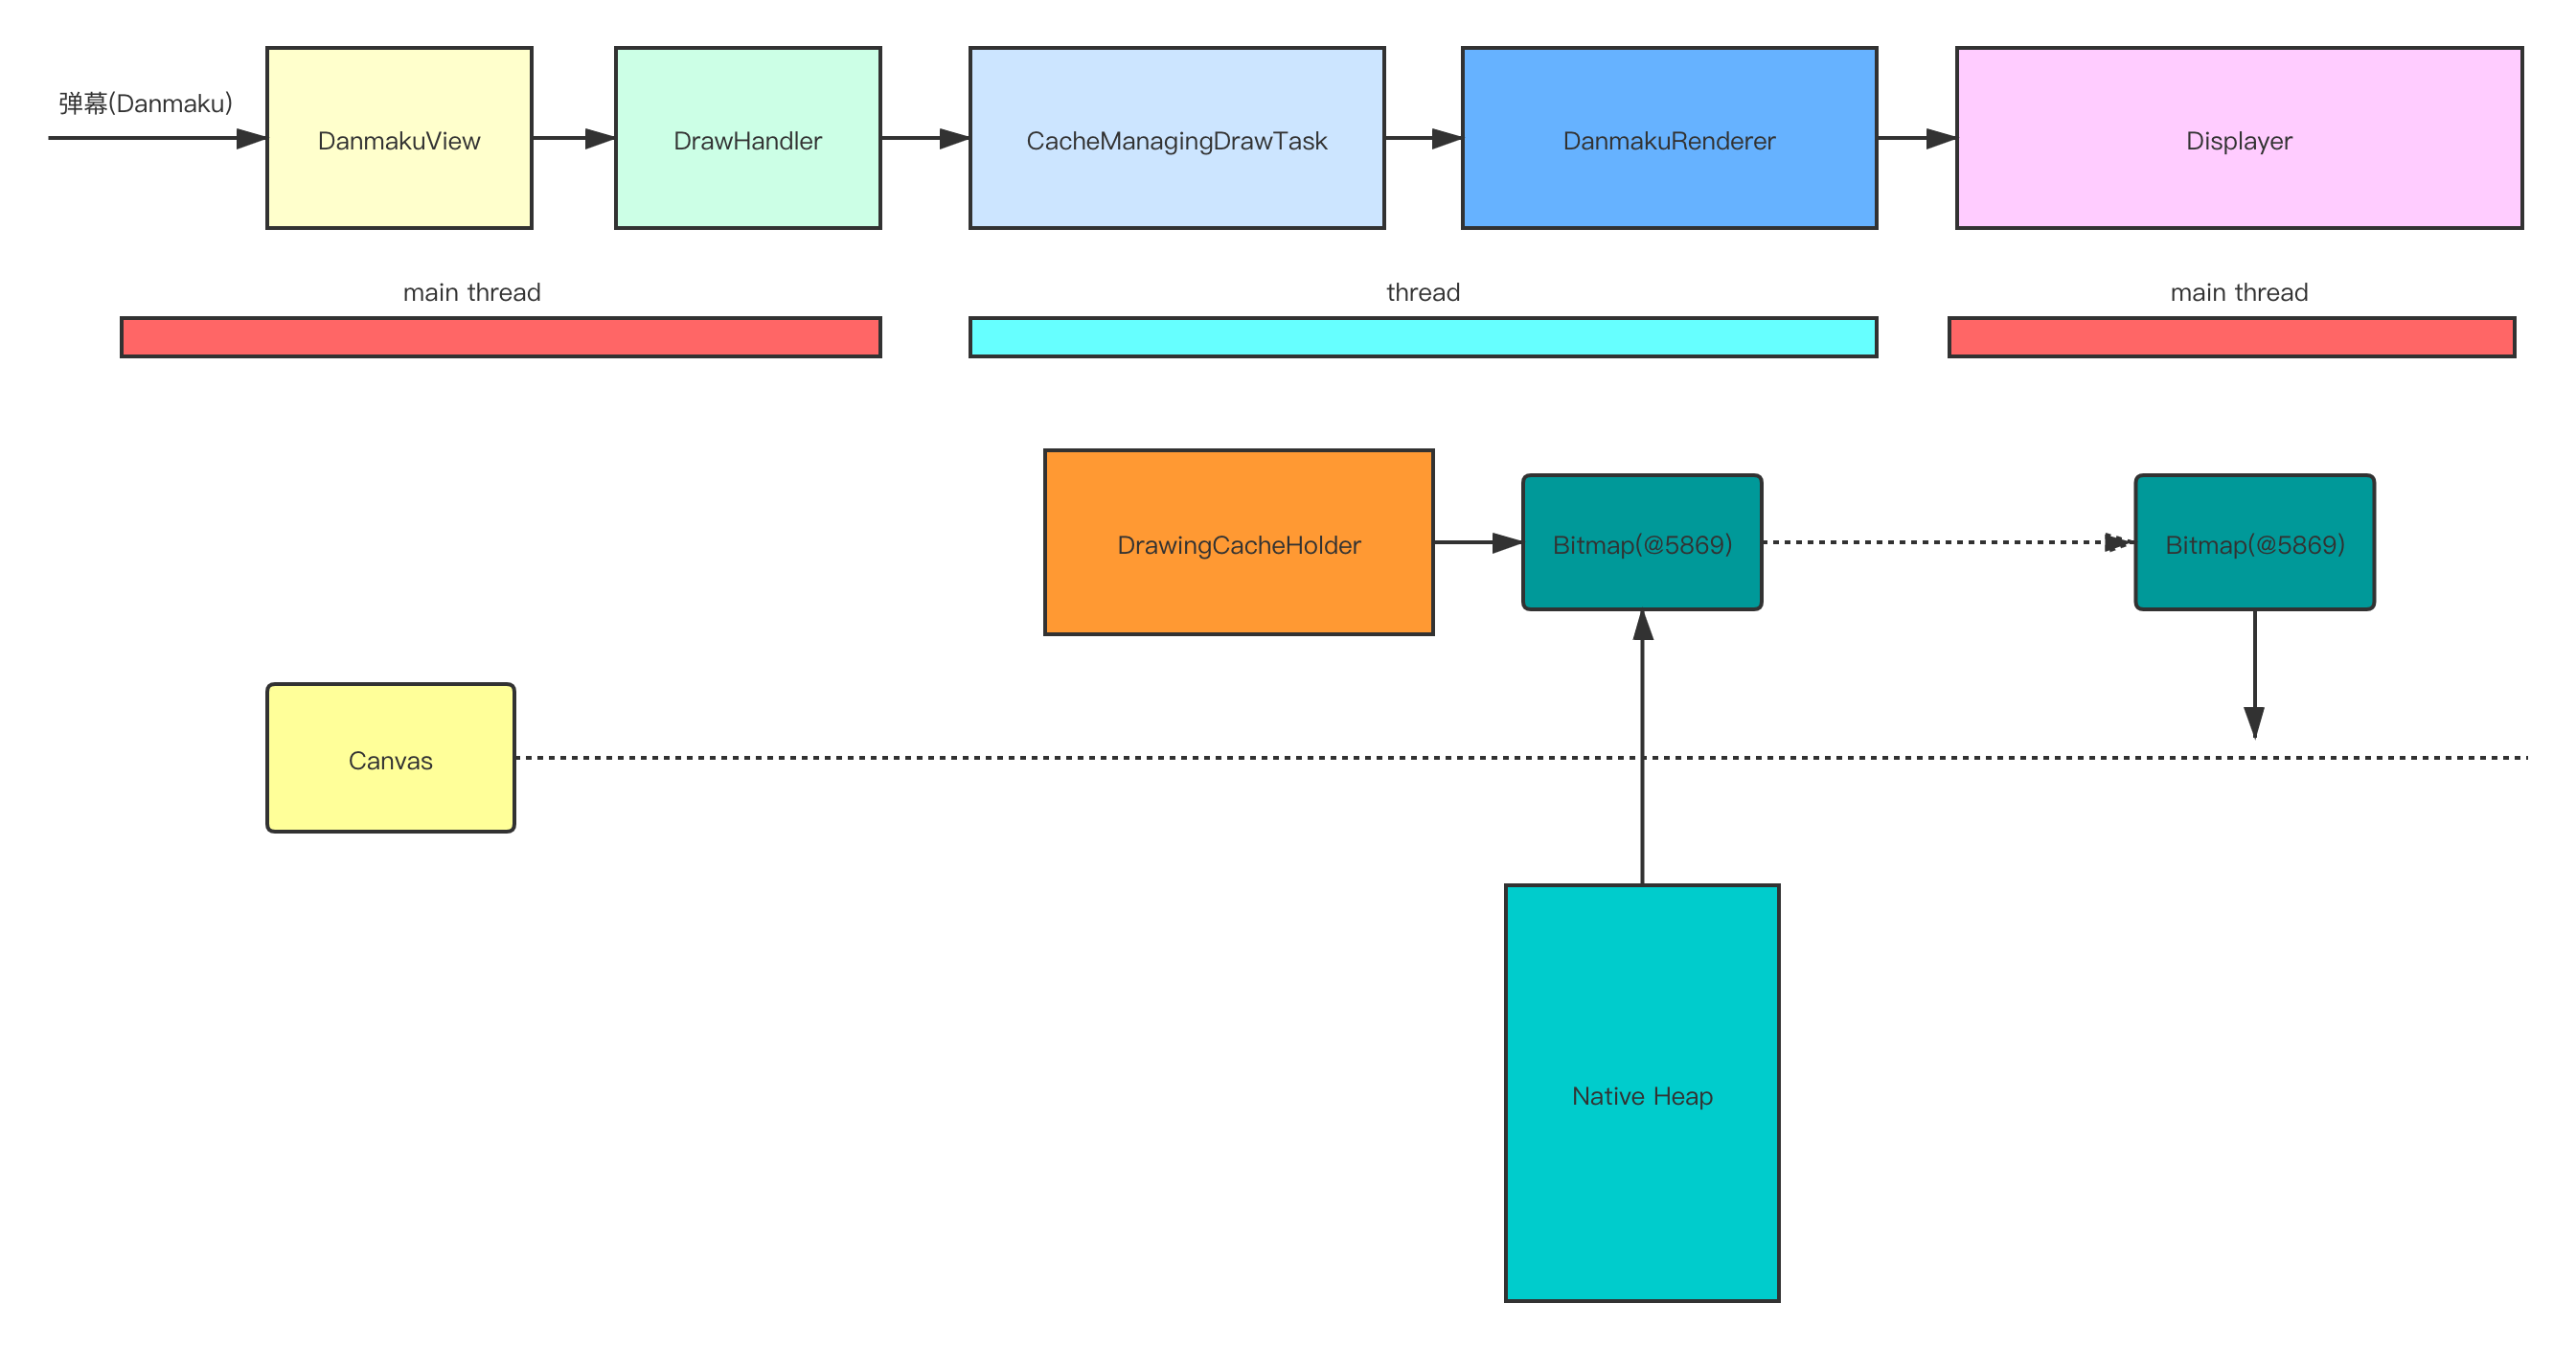 弹幕(Danmaku)
DanmakuView
DrawHandler
CacheManagingDrawTask
DanmakuRenderer
Displayer
main thread
thread
main thread
DrawingCacheHolder
Bitmap(@5869)
Bitmap(@5869)
Canvas
Native Heap